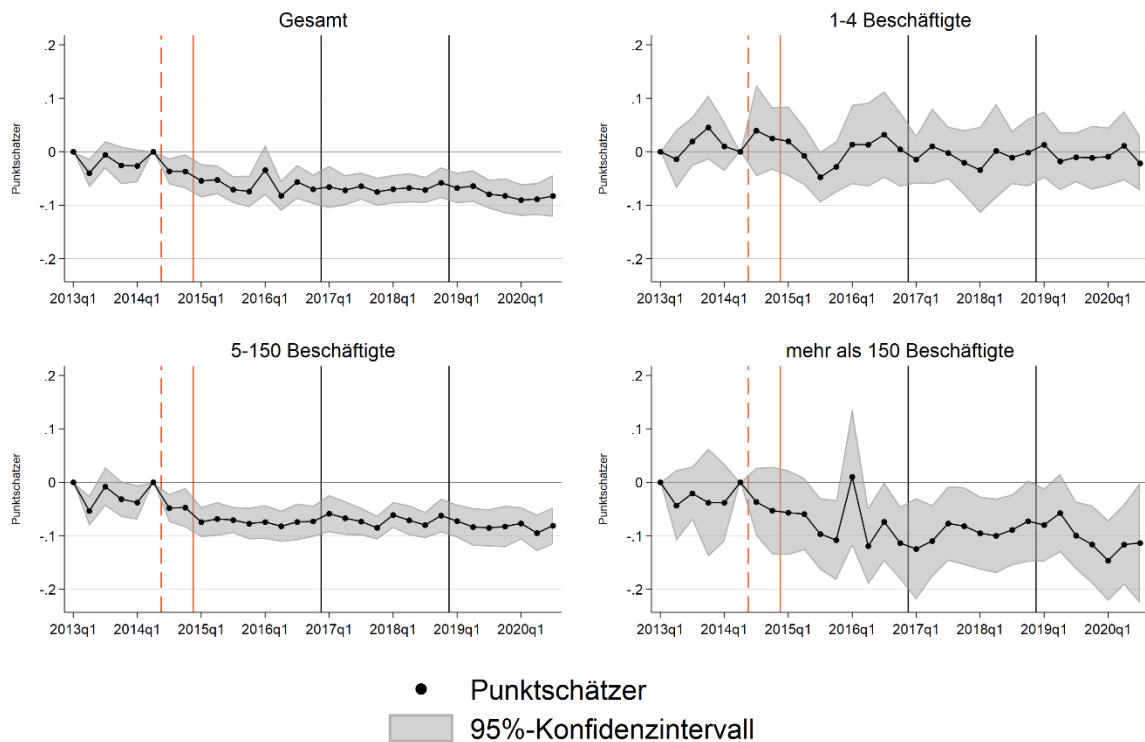 Gesamt
Punktschätzer
.2
.1
0
-.1
-.2
2013q1 2014q1 2015q1 2016q1 2017q1 2018q1 2019q1 2020q1
1-4 Beschäftigte
Punktschätzer
.2
.1
0
-.1
-.2
2013q1 2014q1 2015q1 2016q1 2017q1 2018q1 2019q1 2020q1
5-150 Beschäftigte
Punktschätzer
.2
.1
0
-.1
-.2
2013q1 2014q1 2015q1 2016q1 2017q1 2018q1 2019q1 2020q1
mehr als 150 Beschäftigte
Punktschätzer
.2
.1
0
-.1
-.2
2013q1 2014q1 2015q1 2016q1 2017q1 2018q1 2019q1 2020q1
Punktschätzer
95%-Konfidenzintervall